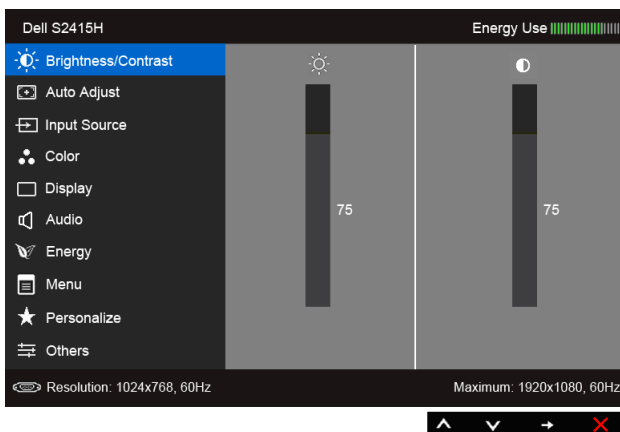 Dell S2415H
Energy Use
Brightness/Contrast
Auto Adjust
Input Source
Color
Display
Audio
Energy
Menu
Personalize
Others
75
75
Resolution: 1024x768, 60Hz
Maximum: 1920x1080, 60Hz